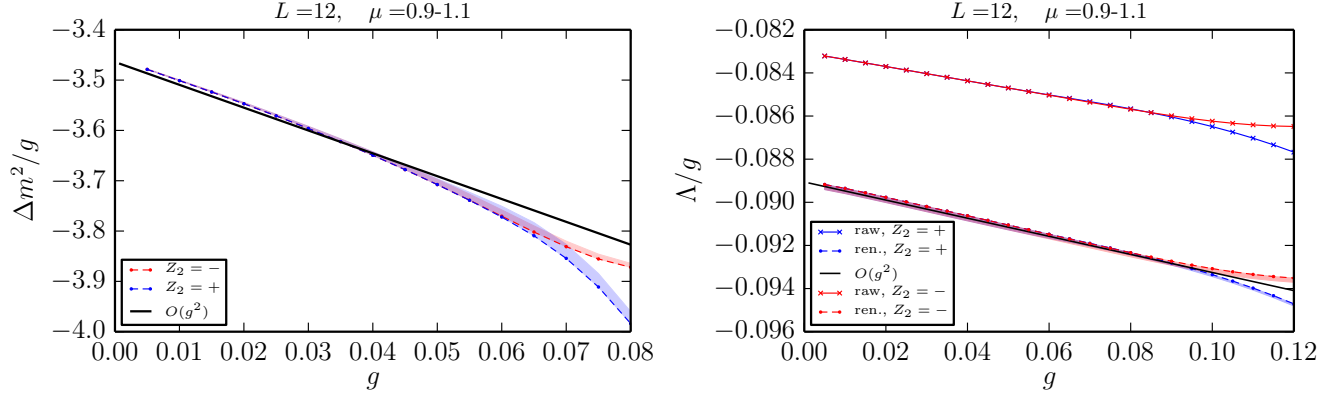 L =12, μ =0.9-1.1
−3.4
−3.5
−3.6
−3.7
−3.8
−3.9
−4.0
Δm²/g
Z₂ = −
Z₂ = +
O(g²)
0.00 0.01 0.02 0.03 0.04 0.05 0.06 0.07 0.08
g
L =12, μ =0.9-1.1
−0.082
−0.084
−0.086
−0.088
−0.090
−0.092
−0.094
−0.096
Λ/g
raw, Z₂ = +
ren., Z₂ = +
O(g²)
raw, Z₂ = −
ren., Z₂ = −
0.00 0.02 0.04 0.06 0.08 0.10 0.12
g